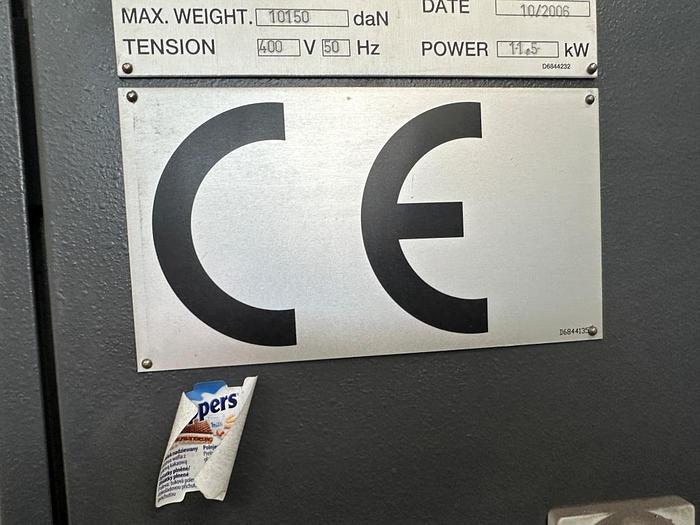 MAX. WEIGHT. 10150 daN
DATE 10/2006
TENSION 400 V 50 Hz
POWER 11.5 kW
D6844232
CE
D6844135
pers